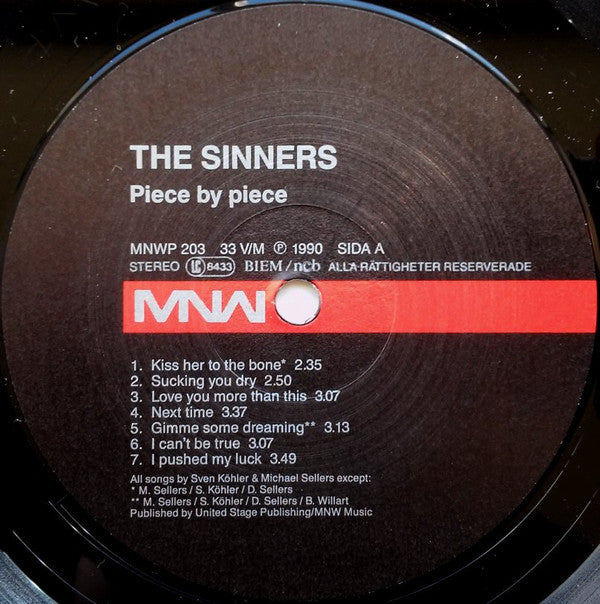 THE SINNERS
Piece by piece
MNWP 203 33 V/M ℗ 1990 SIDA A
STEREO LC 8433 BIEM/ncb ALLA RÄTTIGHETER RESERVERADE
MNW
1. Kiss her to the bone* 2.35
2. Sucking you dry 2.50
3. Love you more than this 3.07
4. Next time 3.37
5. Gimme some dreaming** 3.13
6. I can't be true 3.07
7. I pushed my luck 3.49
All songs by Sven Köhler & Michael Sellers except:
* M. Sellers / S. Köhler / D. Sellers
** M. Sellers / S. Köhler / D. Sellers / B. Willart
Published by United Stage Publishing/MNW Music